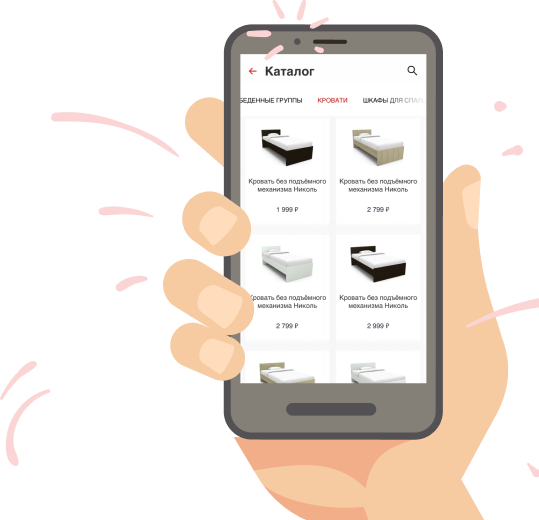 Каталог
БЕДЕННЫЕ ГРУППЫ КРОВАТИ ШКАФЫ ДЛЯ СПАЛ
Кровать без подъёмного
механизма Николь
1 999 ₽
Кровать без подъёмного
механизма Николь
2 799 ₽
Кровать без подъёмного
механизма Николь
2 799 ₽
Кровать без подъёмного
механизма Николь
2 999 ₽